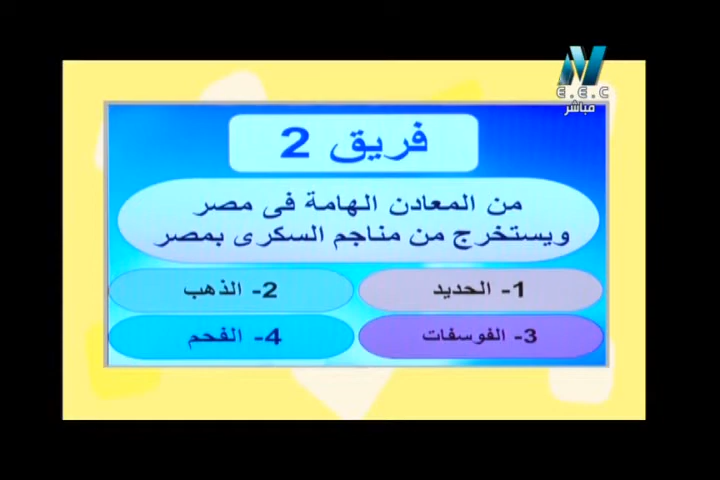 E.E.C
مباشر
فريق 2
من المعادن الهامة فى مصر
ويستخرج من مناجم السكرى بمصر
1- الحديد
2- الذهب
3- الفوسفات
4- الفحم